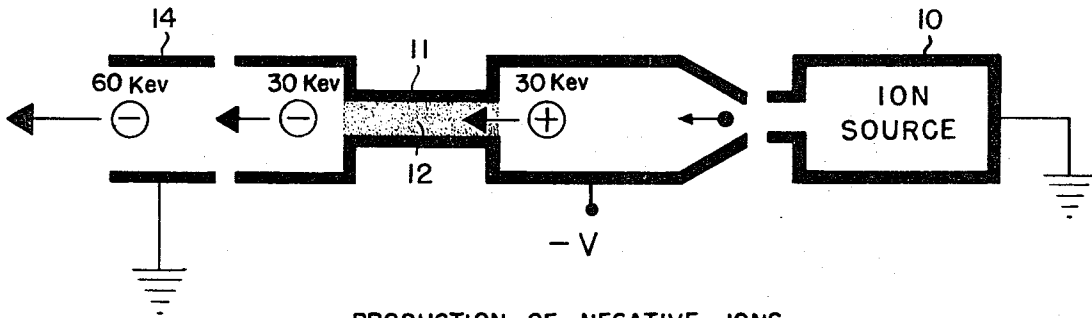 14
11
10
60 Kev
30 Kev
30 Kev
⊖
⊖
⊕
ION
SOURCE
12
– V
PRODUCTION OF NEGATIVE IONS